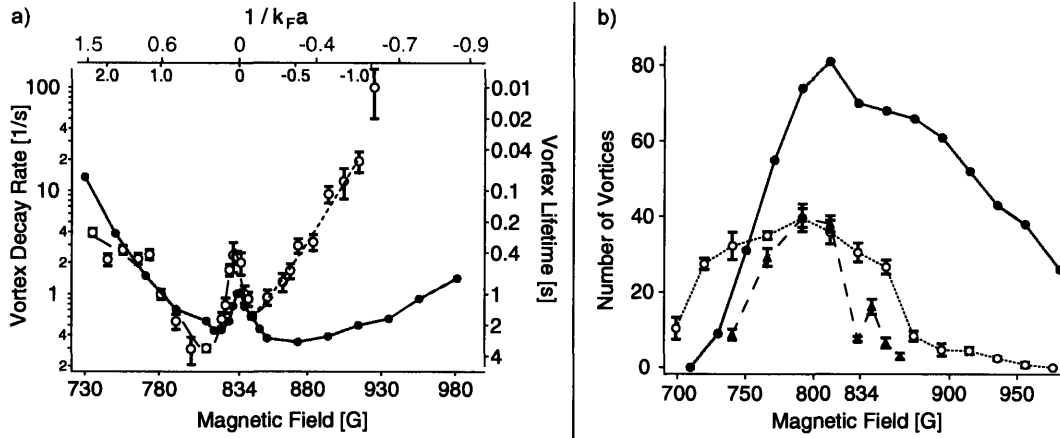 a)
1 / kFa
1.5 0.6 0 -0.4 -0.7 -0.9
2.0 1.0 0 -0.5 -1.0
Vortex Decay Rate [1/s]
100
4
2
10
4
2
1
4
2
0.01
0.02
0.04
0.1
0.2
0.4
1
2
4
Vortex Lifetime [s]
730 780 834 880 930 980
Magnetic Field [G]
b)
Number of Vortices
80
60
40
20
0
700 750 800 834 900 950
Magnetic Field [G]